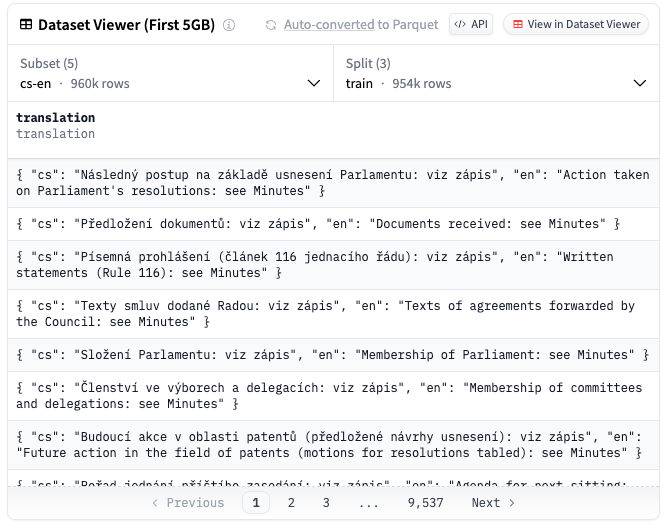 Dataset Viewer (First 5GB)
Auto-converted to Parquet
API
View in Dataset Viewer
Subset (5)
cs-en · 960k rows
Split (3)
train · 954k rows
translation
translation
{ "cs": "Následný postup na základě usnesení Parlamentu: viz zápis", "en": "Action taken
on Parliament's resolutions: see Minutes" }
{ "cs": "Předložení dokumentů: viz zápis", "en": "Documents received: see Minutes" }
{ "cs": "Písemná prohlášení (článek 116 jednacího řádu): viz zápis", "en": "Written
statements (Rule 116): see Minutes" }
{ "cs": "Texty smluv dodané Radou: viz zápis", "en": "Texts of agreements forwarded by
the Council: see Minutes" }
{ "cs": "Složení Parlamentu: viz zápis", "en": "Membership of Parliament: see Minutes" }
{ "cs": "Členství ve výborech a delegacích: viz zápis", "en": "Membership of committees
and delegations: see Minutes" }
{ "cs": "Budoucí akce v oblasti patentů (předložené návrhy usnesení): viz zápis", "en":
"Future action in the field of patents (motions for resolutions tabled): see Minutes" }
{ "cs": "Pořad jednání příštího zasedání: viz zápis", "en": "Agenda for next sitting:
Previous 1 2 3 ... 9,537 Next